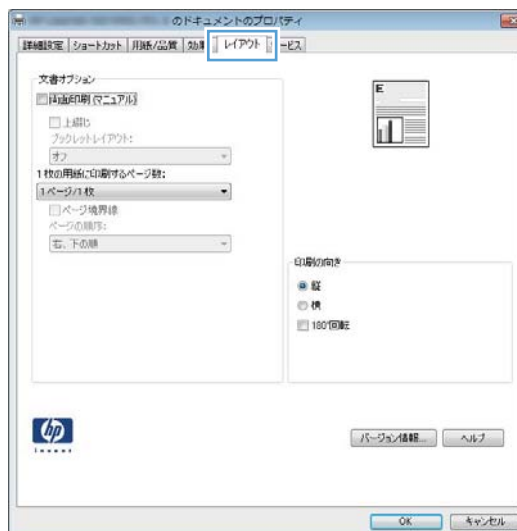 のドキュメントのプロパティ
詳細設定 ショートカット 用紙/品質 効果 レイアウト ービス
文書オプション
両面印刷(マニュアル)
上綴じ
ブックレットレイアウト:
オフ
1枚の用紙に印刷するページ数:
1ページ/1枚
ページ境界線
ページの順序:
右、下の順
E
印刷の向き
縦
横
180°回転
hp
invent
バージョン情報...
ヘルプ
OK
キャンセル